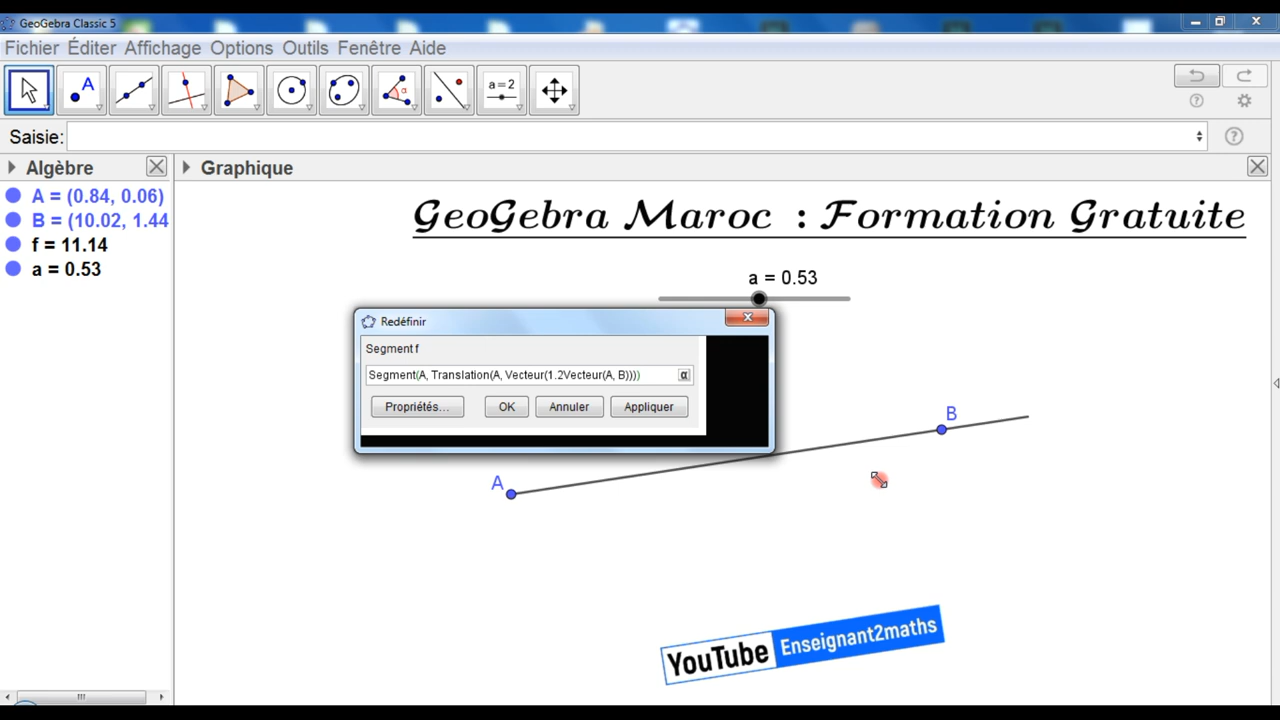 GeoGebra Classic 5
Fichier Éditer Affichage Options Outils Fenêtre Aide
A
α
a = 2
Saisie:
Algèbre
Graphique
A = (0.84, 0.06)
B = (10.02, 1.44
f = 11.14
a = 0.53
GeoGebra Maroc : Formation Gratuite
a = 0.53
Redéfinir
Segment f
Segment(A, Translation(A, Vecteur(1.2Vecteur(A, B))))
α
Propriétés... OK Annuler Appliquer
B
A
YouTube Enseignant2maths